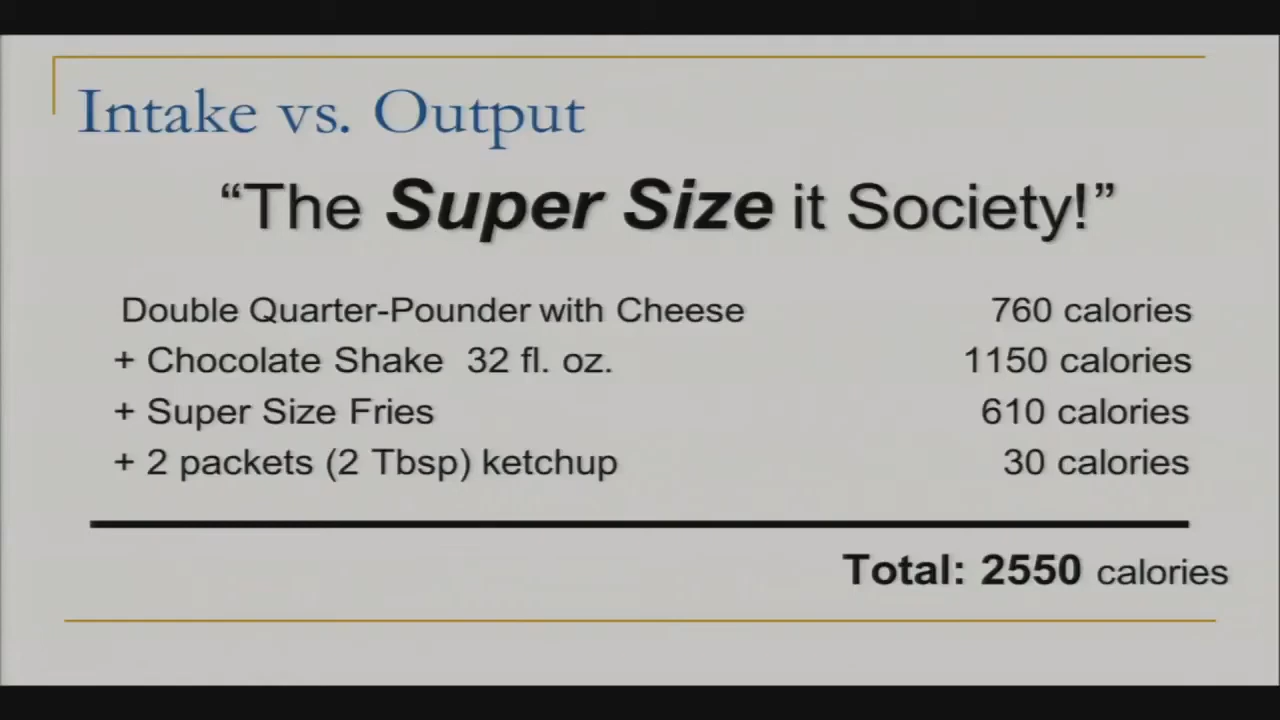 Intake vs. Output
“The Super Size it Society!”
Double Quarter-Pounder with Cheese 760 calories
+ Chocolate Shake 32 fl. oz. 1150 calories
+ Super Size Fries 610 calories
+ 2 packets (2 Tbsp) ketchup 30 calories
Total: 2550 calories